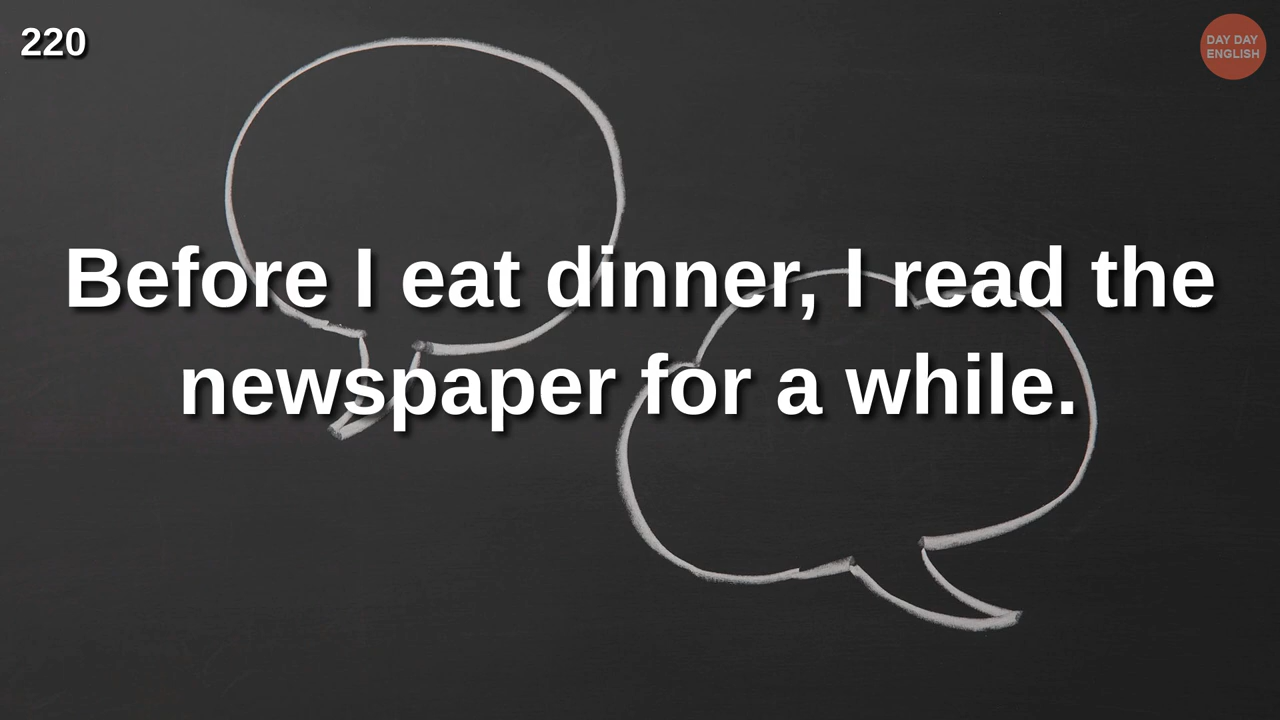 220
DAY DAY
ENGLISH
Before I eat dinner, I read the
newspaper for a while.